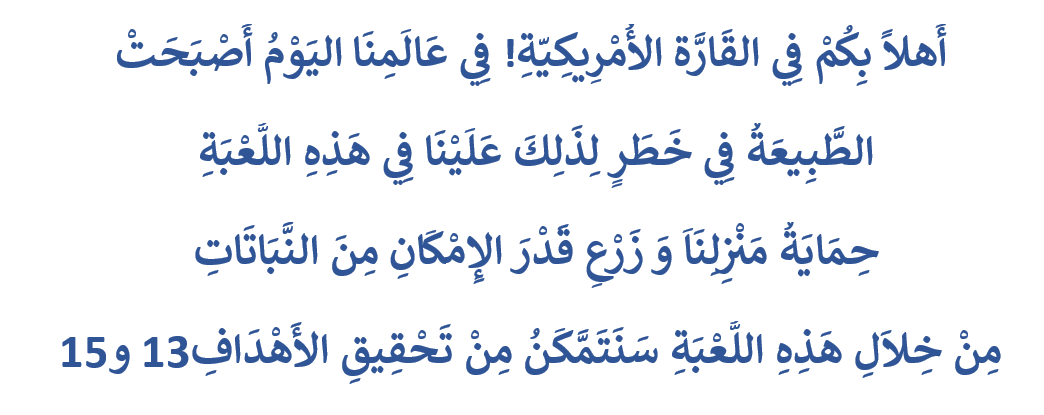 أَهلاً بِكُمْ فِي القَارَّة الأَمْرِيكِيّةِ! فِي عَالَمِنَا اليَوْمُ أَصْبَحَتْ
الطَّبِيعَةُ فِي خَطَرٍ لِذَلِكَ عَلَيْنَا فِي هَذِهِ اللَّعْبَةِ
حِمَايَةُ مَنْزِلِنَاَ وَ زَرْعِ قَدْرَ الإِمْكَانِ مِنَ النَّبَاتَاتِ
مِنْ خِلاَلِ هَذِهِ اللَّعْبَةِ سَنَتَمَّكَنُ مِنْ تَحْقِيقِ الأَهْدَافِ13 و15